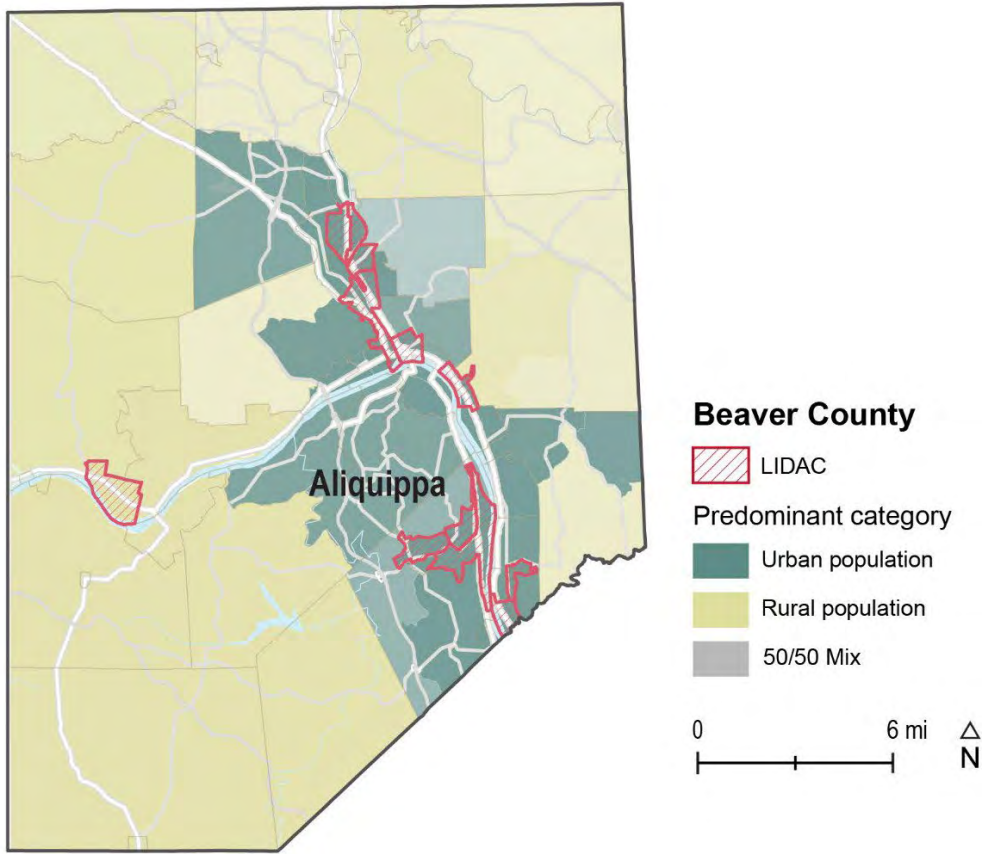 Aliquippa
Beaver County
LIDAC
Predominant category
Urban population
Rural population
50/50 Mix
0 6 mi
N